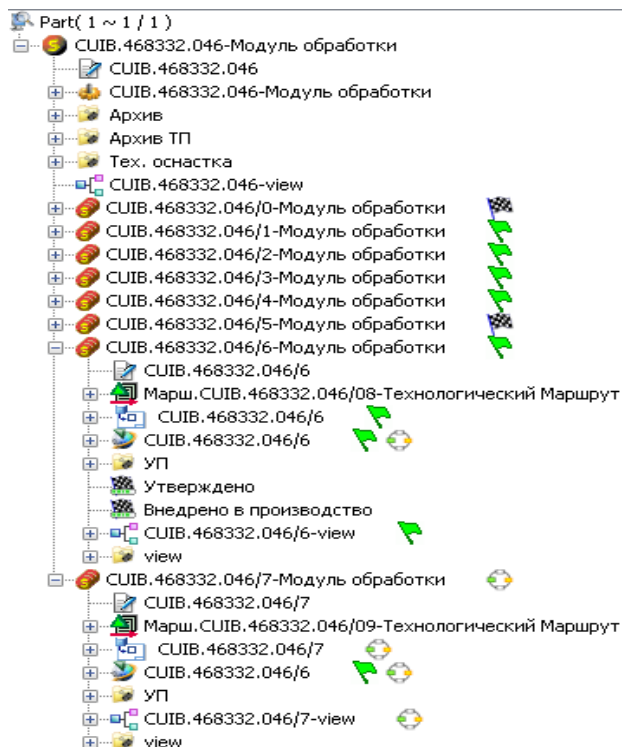 Part( 1 ~ 1 / 1 )
CUIB.468332.046-Модуль обработки
CUIB.468332.046
CUIB.468332.046-Модуль обработки
Архив
Архив ТП
Тех. оснастка
CUIB.468332.046-view
CUIB.468332.046/0-Модуль обработки
CUIB.468332.046/1-Модуль обработки
CUIB.468332.046/2-Модуль обработки
CUIB.468332.046/3-Модуль обработки
CUIB.468332.046/4-Модуль обработки
CUIB.468332.046/5-Модуль обработки
CUIB.468332.046/6-Модуль обработки
CUIB.468332.046/6
Марш.CUIB.468332.046/08-Технологический Маршрут
CUIB.468332.046/6
CUIB.468332.046/6
УП
Утверждено
Внедрено в производство
CUIB.468332.046/6-view
view
CUIB.468332.046/7-Модуль обработки
CUIB.468332.046/7
Марш.CUIB.468332.046/09-Технологический Маршрут
CUIB.468332.046/7
CUIB.468332.046/6
УП
CUIB.468332.046/7-view
view